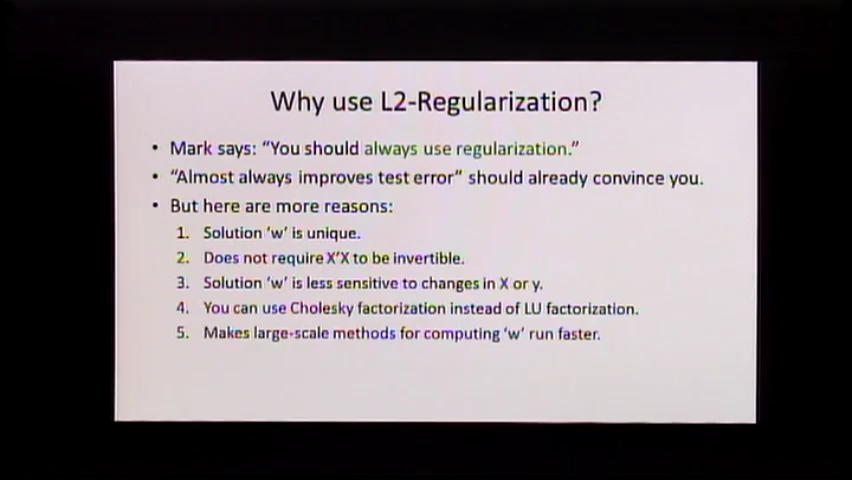 Why use L2-Regularization?
• Mark says: “You should always use regularization.”
• “Almost always improves test error” should already convince you.
• But here are more reasons:
1. Solution ‘w’ is unique.
2. Does not require X’X to be invertible.
3. Solution ‘w’ is less sensitive to changes in X or y.
4. You can use Cholesky factorization instead of LU factorization.
5. Makes large-scale methods for computing ‘w’ run faster.